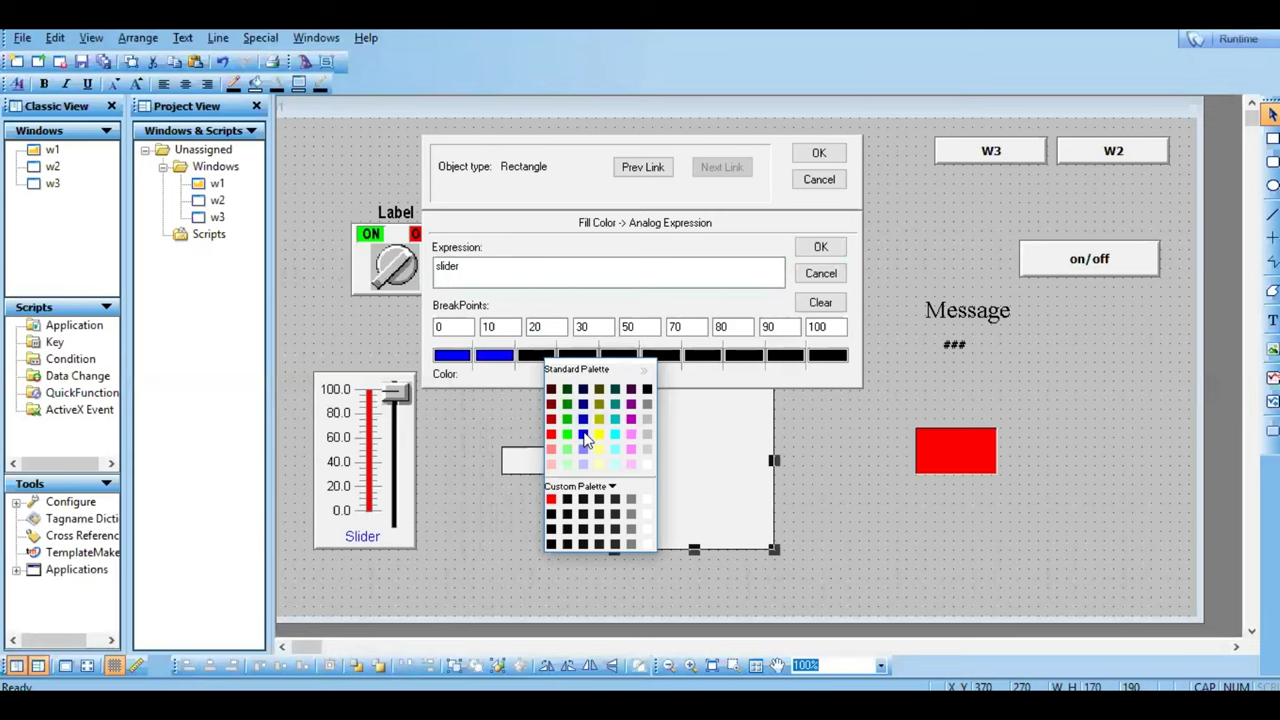 File Edit View Arrange Text Line Special Windows Help
Runtime
Classic View
Project View
Windows
Windows & Scripts
w1
w2
w3
Unassigned
Windows
w1
w2
w3
Scripts
Scripts
Application
Key
Condition
Data Change
QuickFunction
ActiveX Event
Tools
Configure
Tagname Dicti
Cross Referenc
TemplateMake
Applications
1
Label
ON
100.0
80.0
60.0
40.0
20.0
0.0
Slider
Object type: Rectangle
Prev Link
Next Link
OK
Cancel
Fill Color -> Analog Expression
Expression:
slider
OK
Cancel
Clear
BreakPoints:
0 10 20 30 50 70 80 90 100
Color:
Standard Palette
Custom Palette
W3
W2
on/off
Message
###
100%
Ready
X, Y 370 270 W, H 170 190 CAP NUM